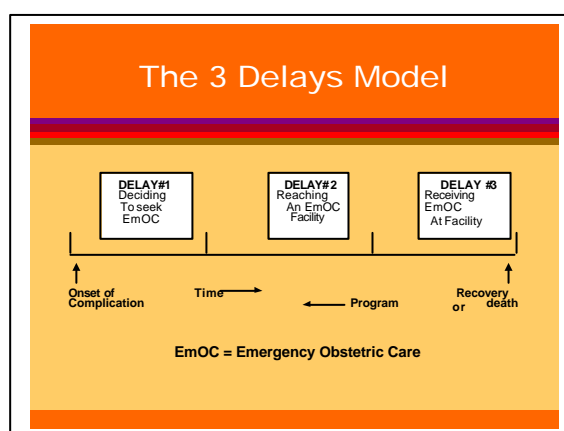 The 3 Delays Model
DELAY#1
Deciding
To seek
EmOC
DELAY#2
Reaching
An EmOC
Facility
DELAY #3
Receiving
EmOC
At Facility
Onset of
Complication
Time
Program
Recovery
or death
EmOC = Emergency Obstetric Care